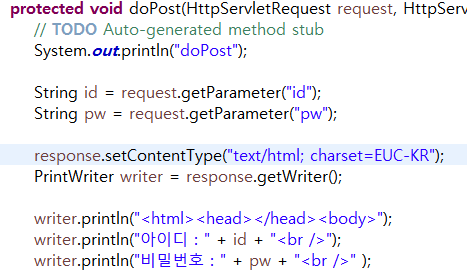 protected void doPost(HttpServletRequest request, HttpServ
// TODO Auto-generated method stub
System.out.println("doPost");
String id = request.getParameter("id");
String pw = request.getParameter("pw");
response.setContentType("text/html; charset=EUC-KR");
PrintWriter writer = response.getWriter();
writer.println("<html><head></head><body>");
writer.println("아이디 : " + id + "<br />");
writer.println("비밀번호 : " + pw + "<br />" );